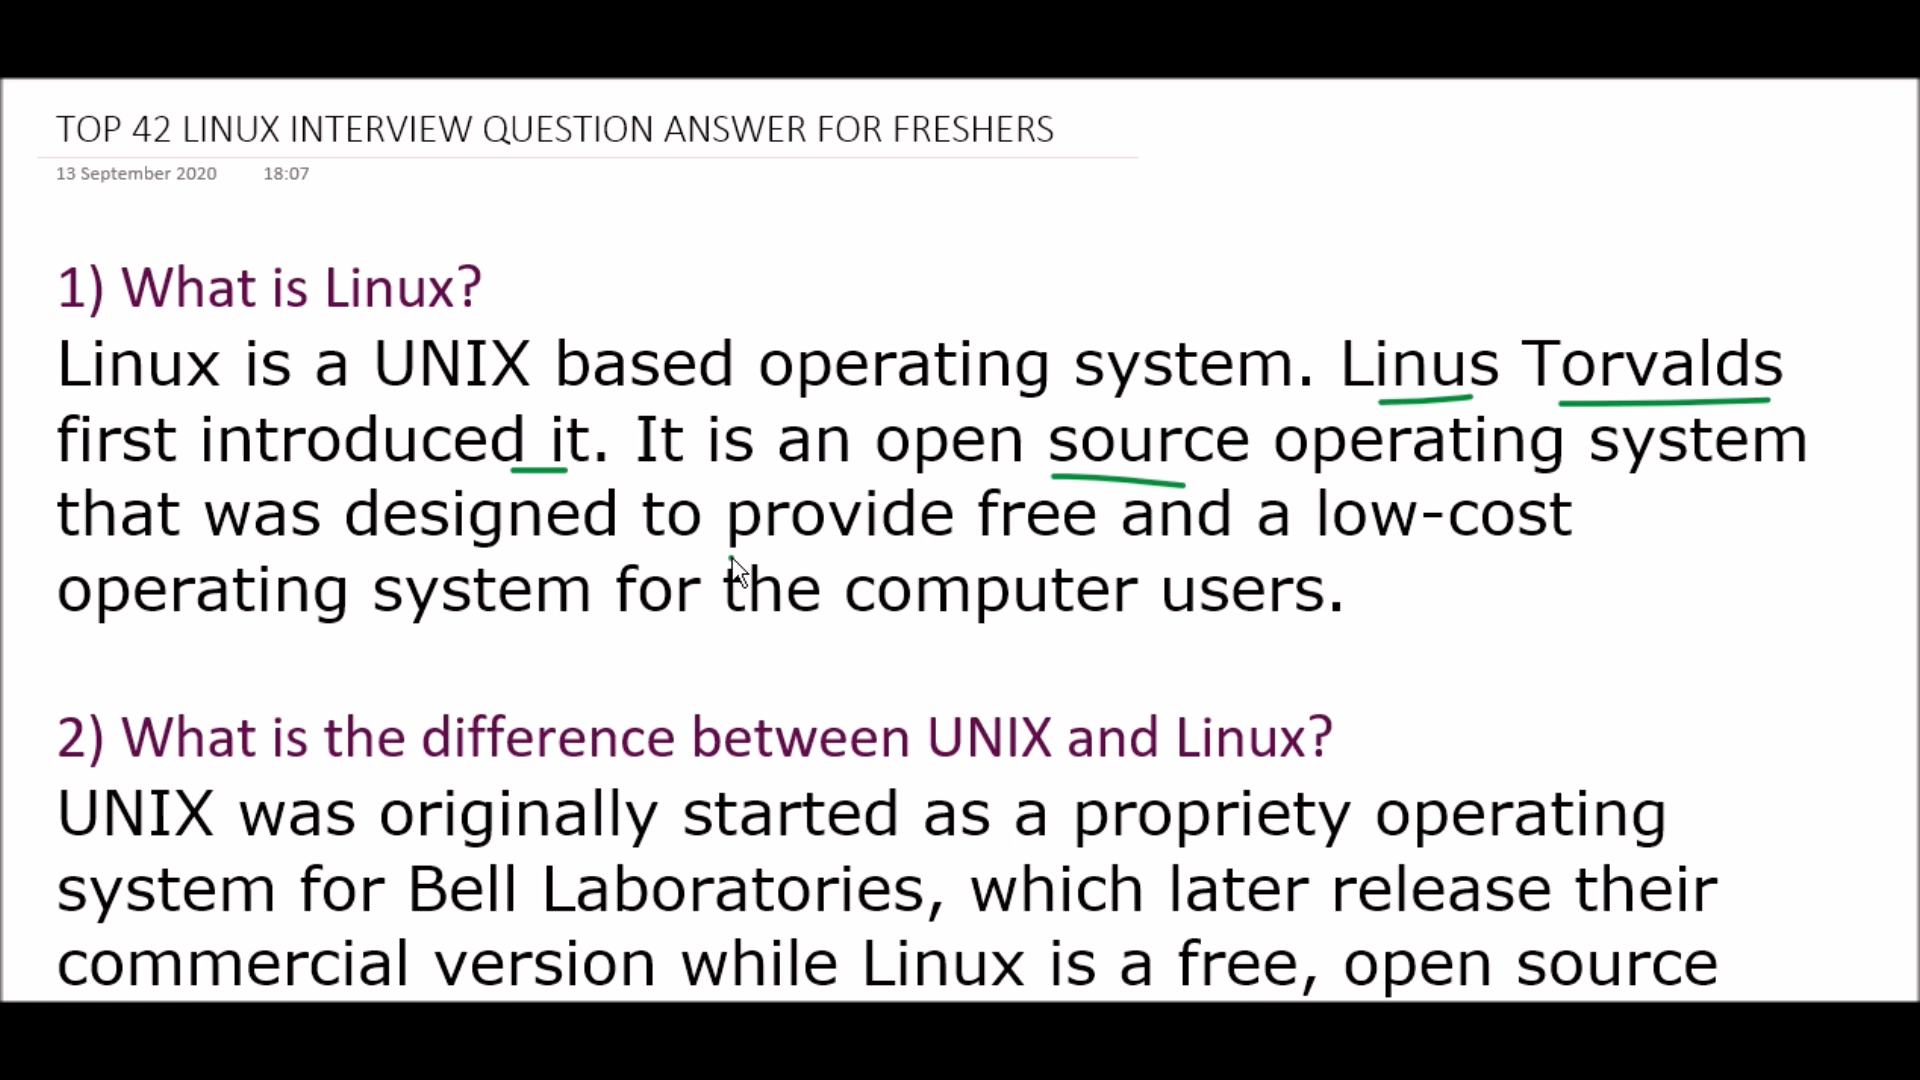 TOP 42 LINUX INTERVIEW QUESTION ANSWER FOR FRESHERS
13 September 2020 18:07
1) What is Linux?
Linux is a UNIX based operating system. Linus Torvalds
first introduced it. It is an open source operating system
that was designed to provide free and a low-cost
operating system for the computer users.
2) What is the difference between UNIX and Linux?
UNIX was originally started as a propriety operating
system for Bell Laboratories, which later release their
commercial version while Linux is a free, open source